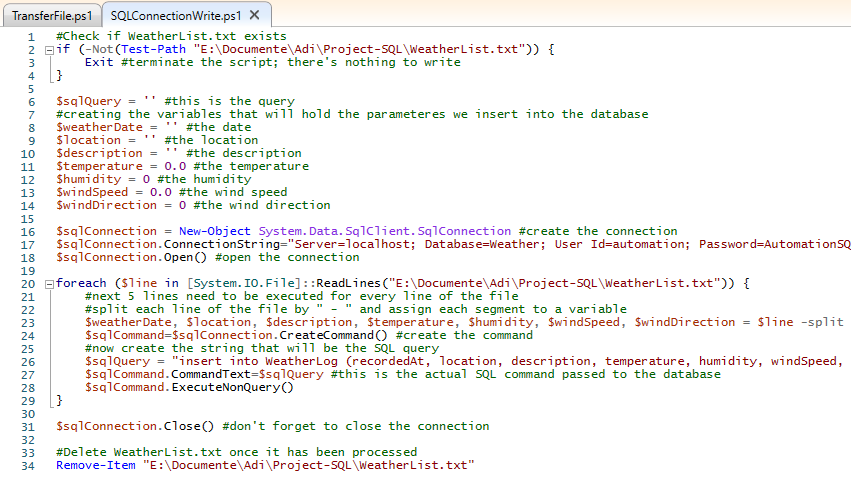 TransferFile.ps1 SQLConnectionWrite.ps1 X
1 #Check if WeatherList.txt exists
2 if (-Not(Test-Path "E:\Documente\Adi\Project-SQL\WeatherList.txt")) {
3 Exit #terminate the script; there's nothing to write
4 }
5
6 $sqlQuery = '' #this is the query
7 #creating the variables that will hold the parameteres we insert into the database
8 $weatherDate = '' #the date
9 $location = '' #the location
10 $description = '' #the description
11 $temperature = 0.0 #the temperature
12 $humidity = 0 #the humidity
13 $windSpeed = 0.0 #the wind speed
14 $windDirection = 0 #the wind direction
15
16 $sqlConnection = New-Object System.Data.SqlClient.SqlConnection #create the connection
17 $sqlConnection.ConnectionString="Server=localhost; Database=Weather; User Id=automation; Password=AutomationSQ
18 $sqlConnection.Open() #open the connection
19
20 foreach ($line in [System.IO.File]::ReadLines("E:\Documente\Adi\Project-SQL\WeatherList.txt")) {
21 #next 5 lines need to be executed for every line of the file
22 #split each line of the file by " - " and assign each segment to a variable
23 $weatherDate, $location, $description, $temperature, $humidity, $windSpeed, $windDirection = $line -split
24 $sqlCommand=$sqlConnection.CreateCommand() #create the command
25 #now create the string that will be the SQL query
26 $sqlQuery = "insert into WeatherLog (recordedAt, location, description, temperature, humidity, windSpeed,
27 $sqlCommand.CommandText=$sqlQuery #this is the actual SQL command passed to the database
28 $sqlCommand.ExecuteNonQuery()
29 }
30
31 $sqlConnection.Close() #don't forget to close the connection
32
33 #Delete WeatherList.txt once it has been processed
34 Remove-Item "E:\Documente\Adi\Project-SQL\WeatherList.txt"